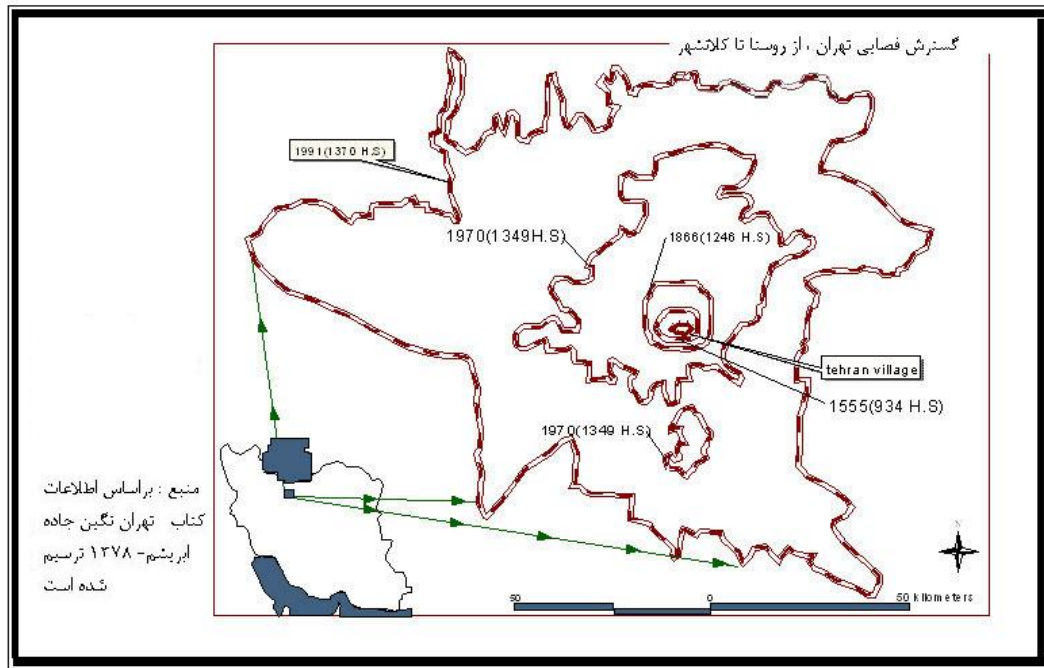 گسترش فضایی تهران ، از روستا تا کلانشهر
1991(1370 H.S)
1970(1349H.S)
1866(1246 H.S)
tehran village
1555(934 H.S)
1970(1349 H.S)
منبع : براساس اطلاعات
کتاب تهران نگین جاده
ابریشم- ۱۳۷۸ ترسیم
شده است
N
50 0 50 kilometers